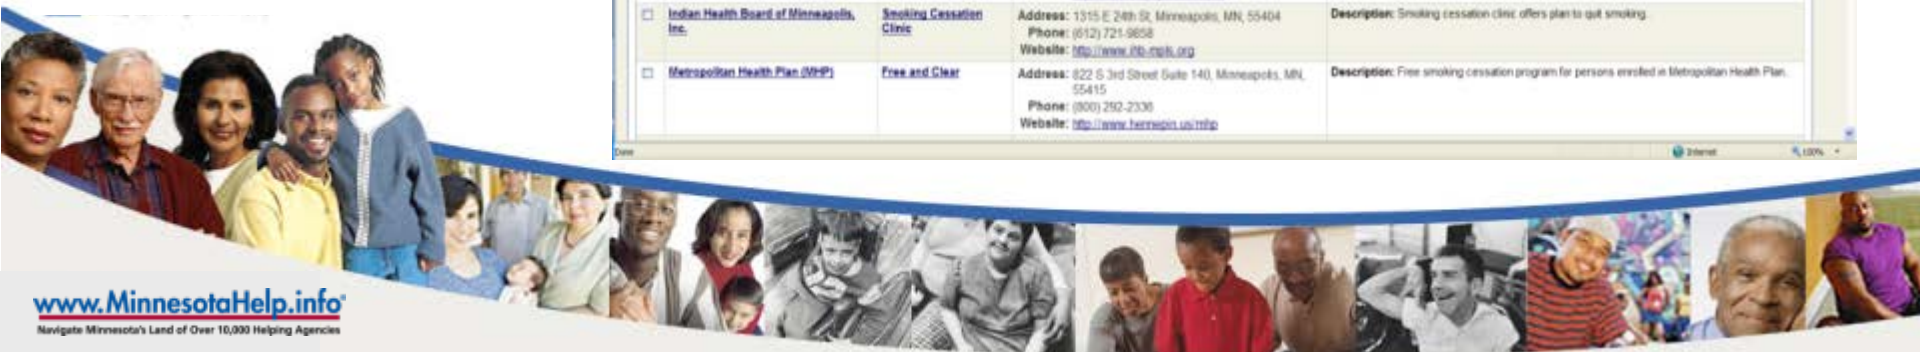 Indian Health Board of Minneapolis, Inc.
Smoking Cessation Clinic
Address: 1315 E 24th St, Minneapolis, MN, 55404
Phone: (612) 721-9858
Website: http://www.ihb-mpls.org
Description: Smoking cessation clinic offers plan to quit smoking.
Metropolitan Health Plan (MHP)
Free and Clear
Address: 822 S 3rd Street Suite 140, Minneapolis, MN,
55415
Phone: (800) 292-2336
Website: http://www.hennepin.us/mhp
Description: Free smoking cessation program for persons enrolled in Metropolitan Health Plan.
Done
Internet
100%
www.MinnesotaHelp.info
Navigate Minnesota's Land of Over 10,000 Helping Agencies